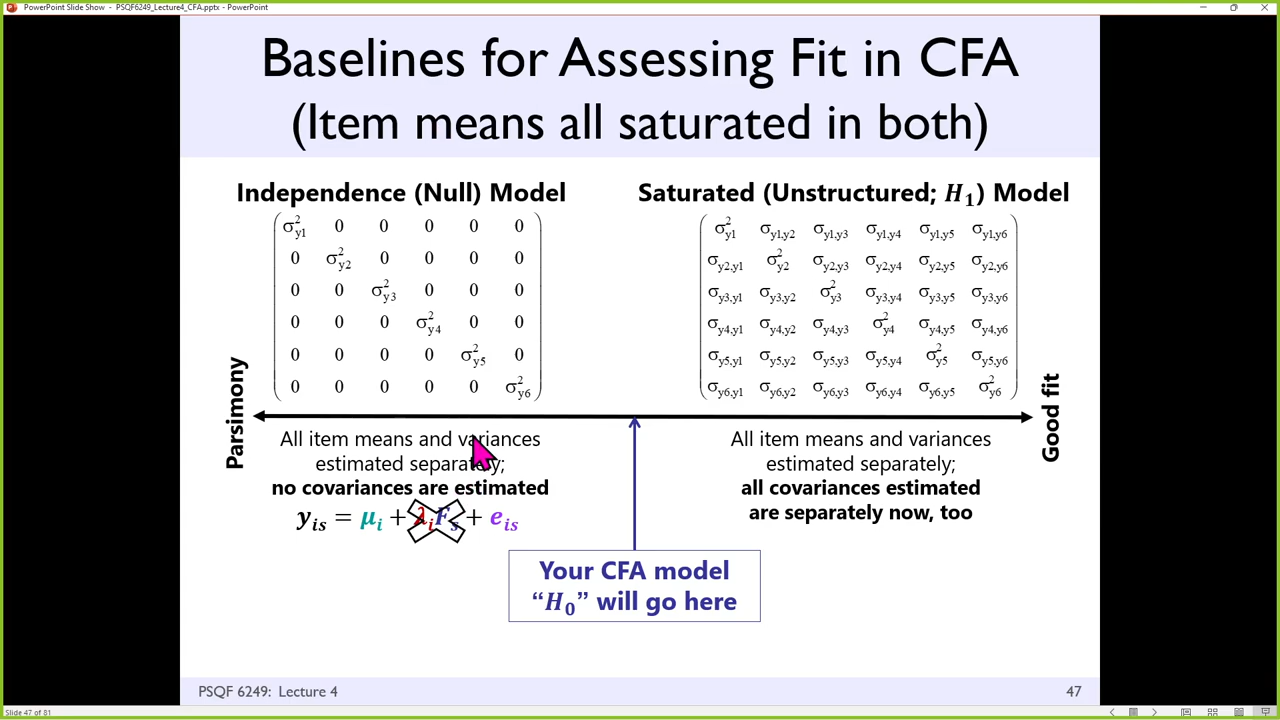 PowerPoint Slide Show - PSQF6249_Lecture4_CFA.pptx - PowerPoint
Baselines for Assessing Fit in CFA
(Item means all saturated in both)
Independence (Null) Model
σ²y1 0 0 0 0 0
0 σ²y2 0 0 0 0
0 0 σ²y3 0 0 0
0 0 0 σ²y4 0 0
0 0 0 0 σ²y5 0
0 0 0 0 0 σ²y6
Saturated (Unstructured; H₁) Model
σ²y1 σy1,y2 σy1,y3 σy1,y4 σy1,y5 σy1,y6
σy2,y1 σ²y2 σy2,y3 σy2,y4 σy2,y5 σy2,y6
σy3,y1 σy3,y2 σ²y3 σy3,y4 σy3,y5 σy3,y6
σy4,y1 σy4,y2 σy4,y3 σ²y4 σy4,y5 σy4,y6
σy5,y1 σy5,y2 σy5,y3 σy5,y4 σ²y5 σy5,y6
σy6,y1 σy6,y2 σy6,y3 σy6,y4 σy6,y5 σ²y6
Parsimony
Good fit
All item means and variances
estimated separately;
no covariances are estimated
yis = μi + λiFs + eis
All item means and variances
estimated separately;
all covariances estimated
are separately now, too
Your CFA model
“H₀” will go here
PSQF 6249: Lecture 4
47
Slide 47 of 81